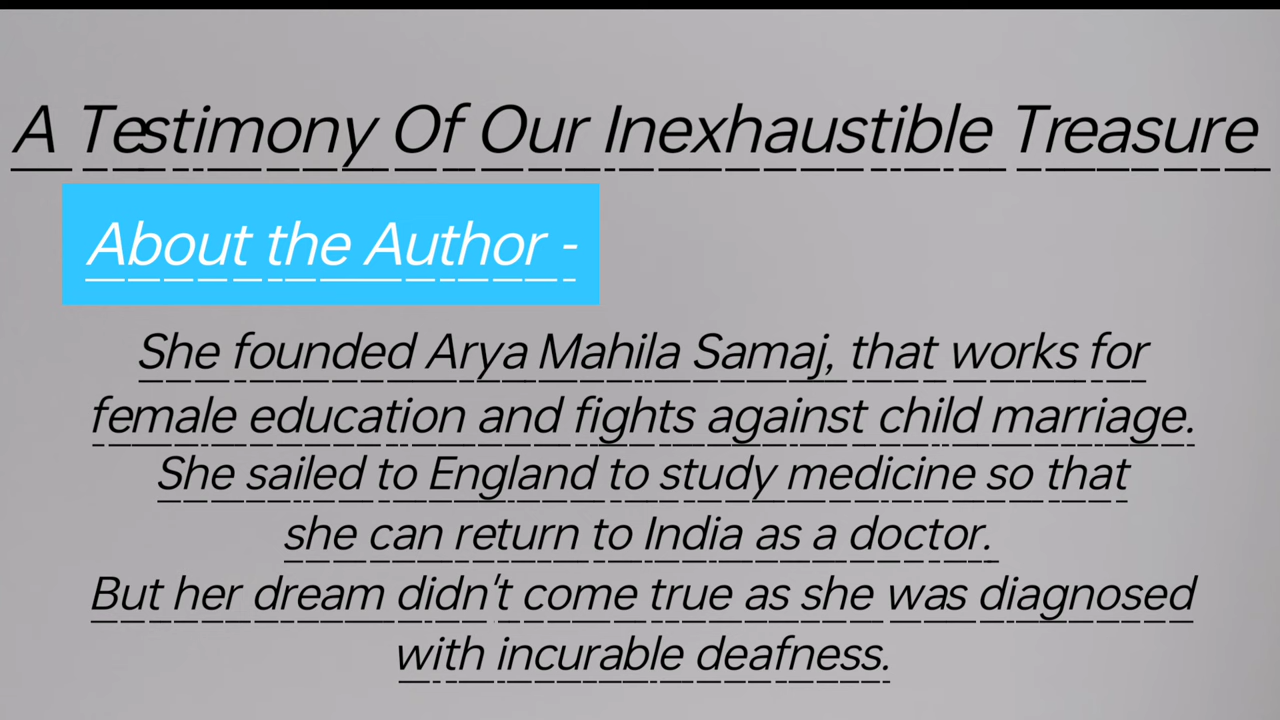 A Testimony Of Our Inexhaustible Treasure
About the Author -
She founded Arya Mahila Samaj, that works for
female education and fights against child marriage.
She sailed to England to study medicine so that
she can return to India as a doctor.
But her dream didn't come true as she was diagnosed
with incurable deafness.